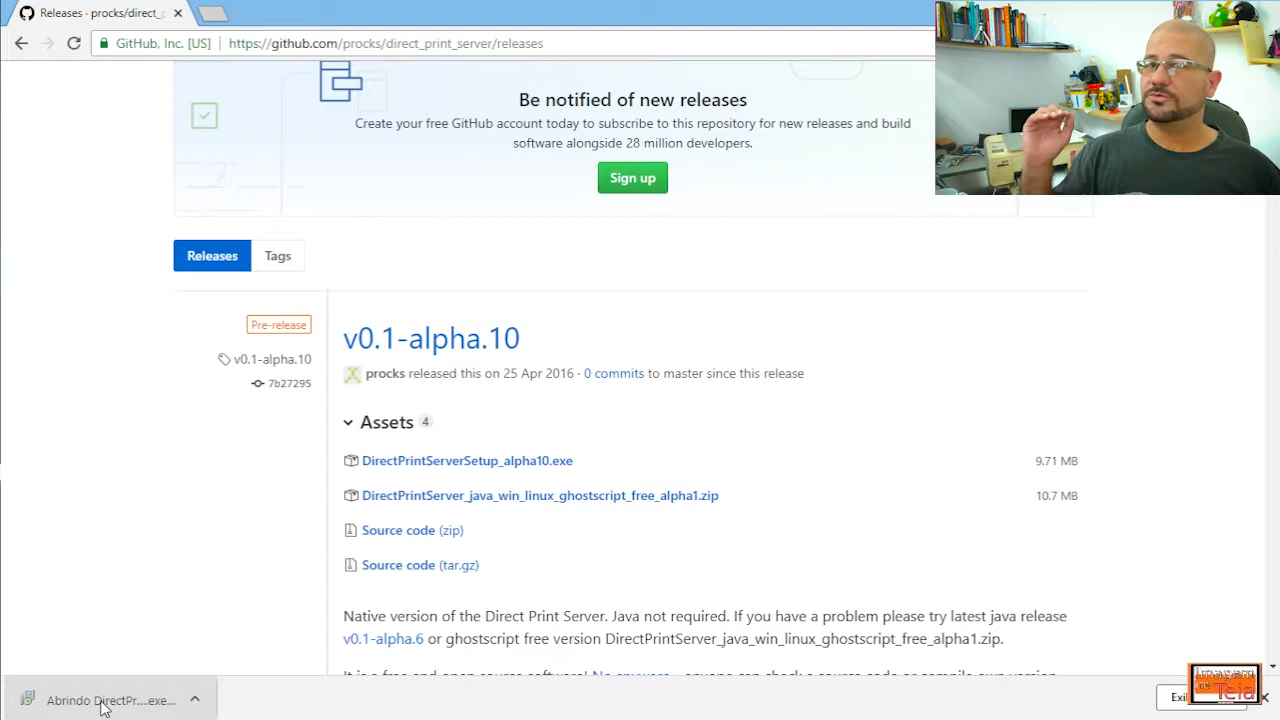 Releases · procks/direct_p
GitHub, Inc. [US]
https://github.com/procks/direct_print_server/releases
Be notified of new releases
Create your free GitHub account today to subscribe to this repository for new releases and build
software alongside 28 million developers.
Sign up
Releases
Tags
Pre-release
v0.1-alpha.10
procks released this on 25 Apr 2016 · 0 commits to master since this release
v0.1-alpha.10
7b27295
Assets 4
DirectPrintServerSetup_alpha10.exe
9.71 MB
DirectPrintServer_java_win_linux_ghostscript_free_alpha1.zip
10.7 MB
Source code (zip)
Source code (tar.gz)
Native version of the Direct Print Server. Java not required. If you have a problem please try latest java release
v0.1-alpha.6 or ghostscript free version DirectPrintServer_java_win_linux_ghostscript_free_alpha1.zip.
Abrindo DirectPr....exe...
Tela